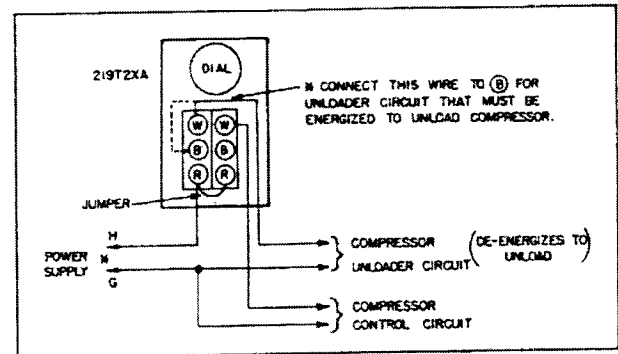 219T2XA
DIAL
※ CONNECT THIS WIRE TO Ⓑ FOR
UNLOADER CIRCUIT THAT MUST BE
ENERGIZED TO UNLOAD COMPRESSOR.
W W
B B
R R
JUMPER
H
POWER ※
SUPPLY
G
COMPRESSOR
UNLOADER CIRCUIT
(DE-ENERGIZES TO
UNLOAD)
COMPRESSOR
CONTROL CIRCUIT